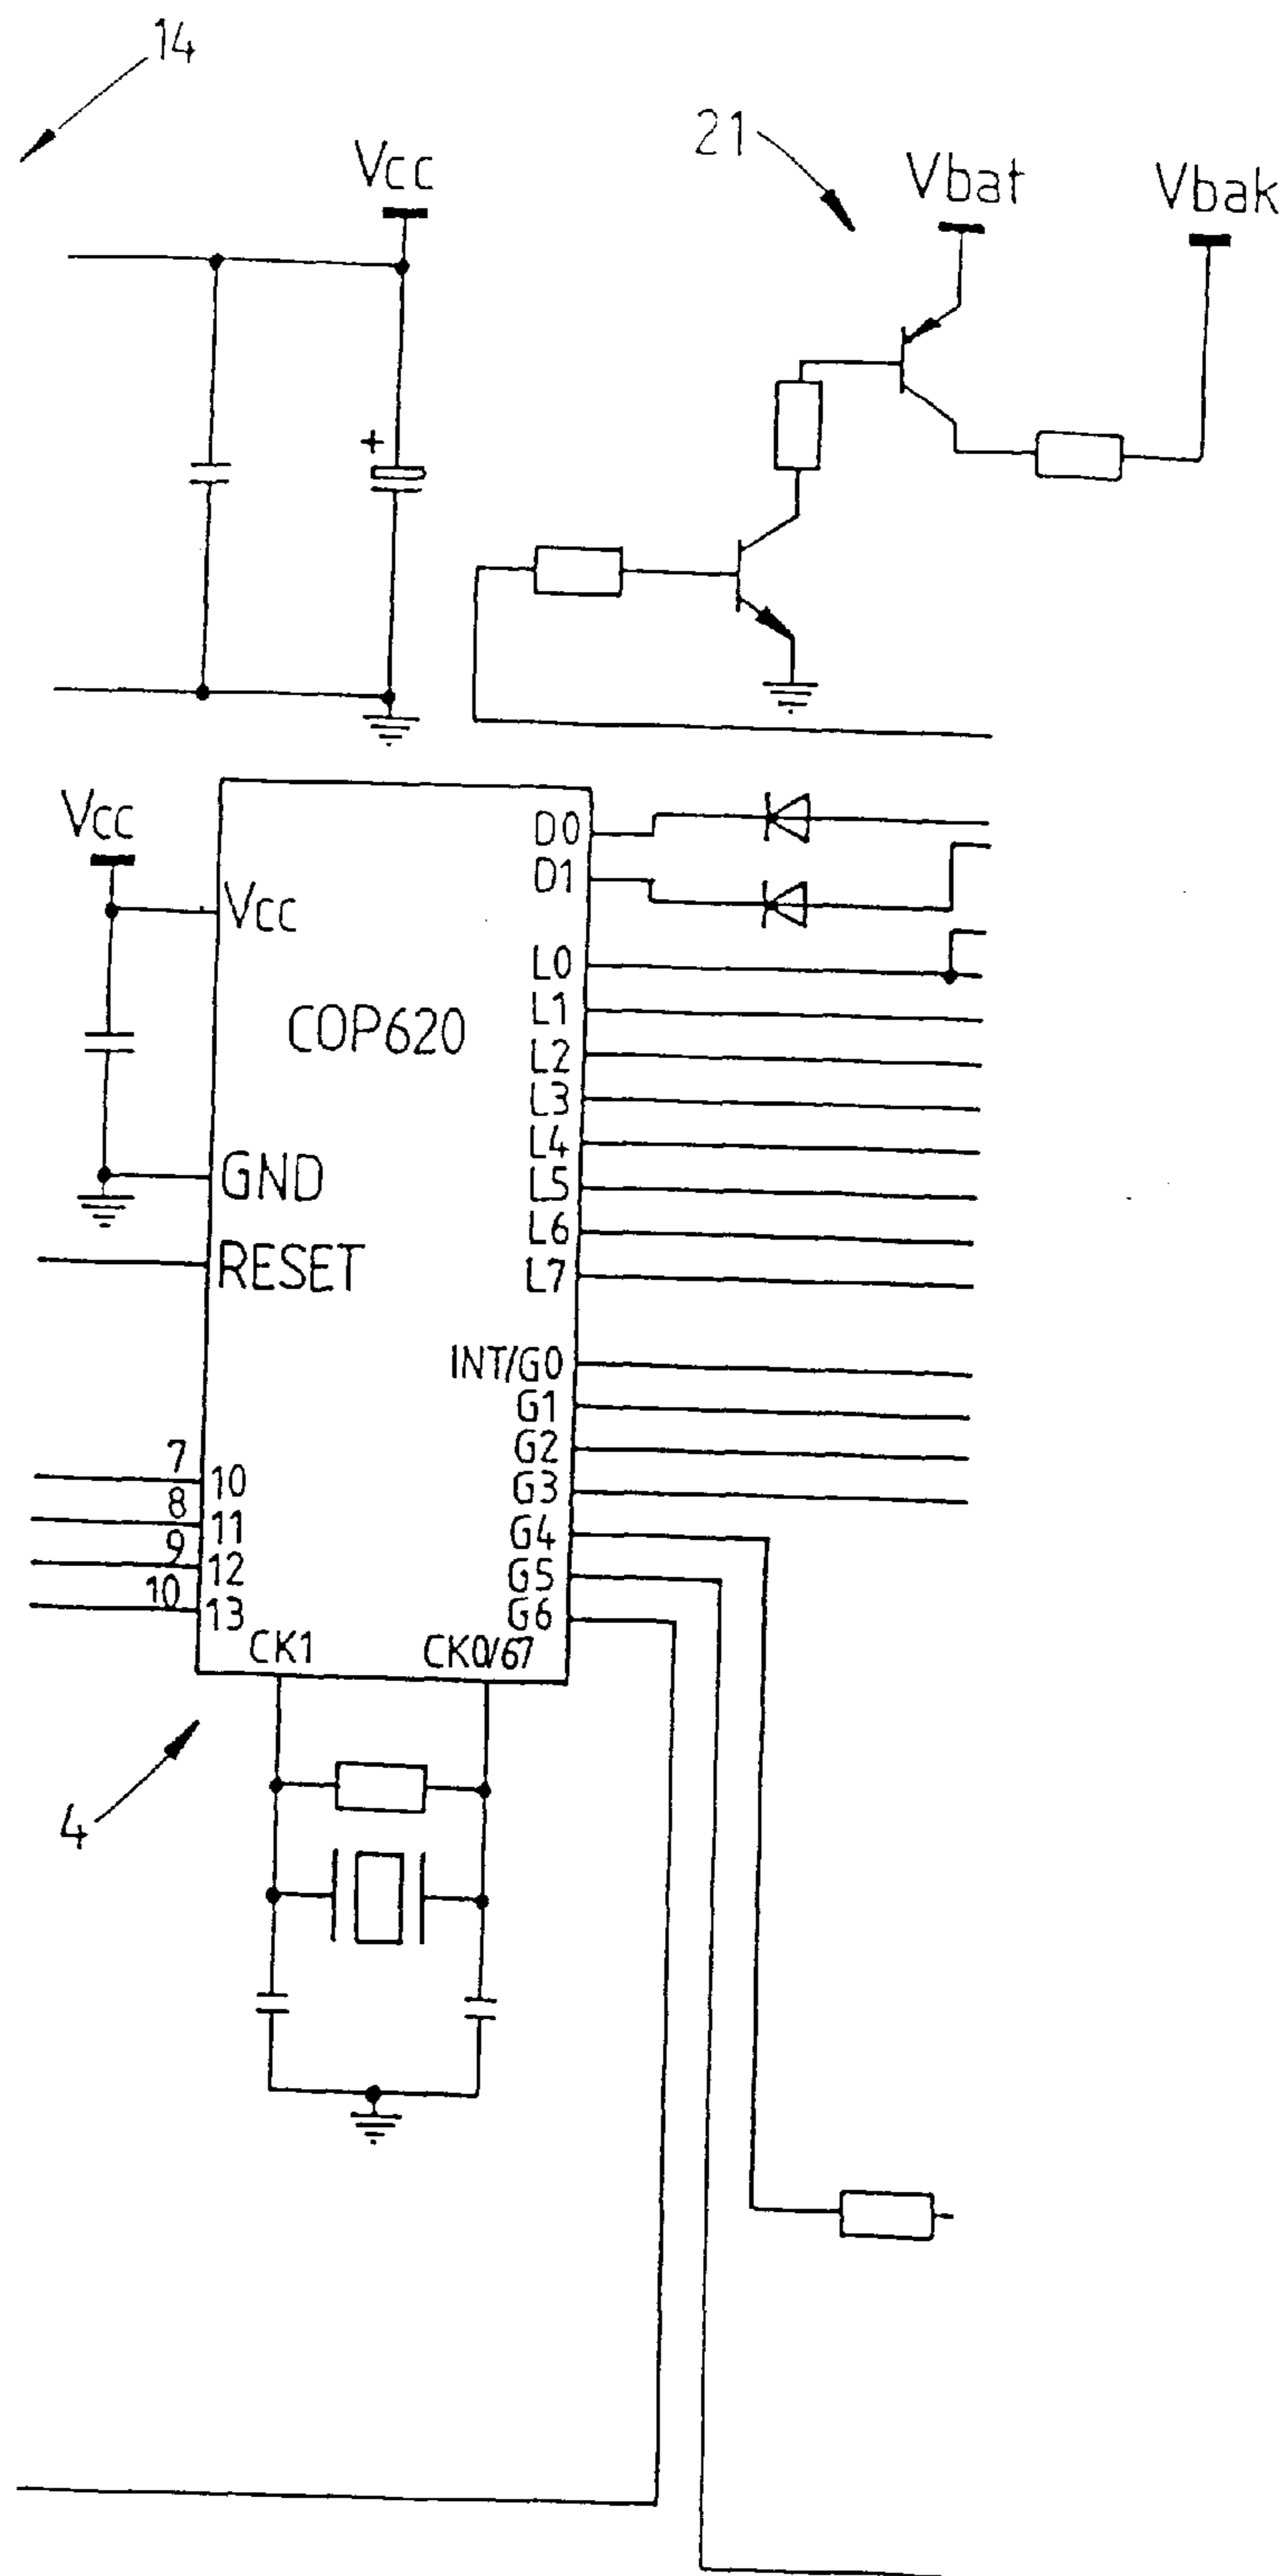 14
21
Vcc
Vbat
Vbak
+
Vcc
Vcc
COP620
GND
RESET
7
8
9
10
10
11
12
13
CK1
CK0/67
D0
D1
L0
L1
L2
L3
L4
L5
L6
L7
INT/G0
G1
G2
G3
G4
G5
G6
4